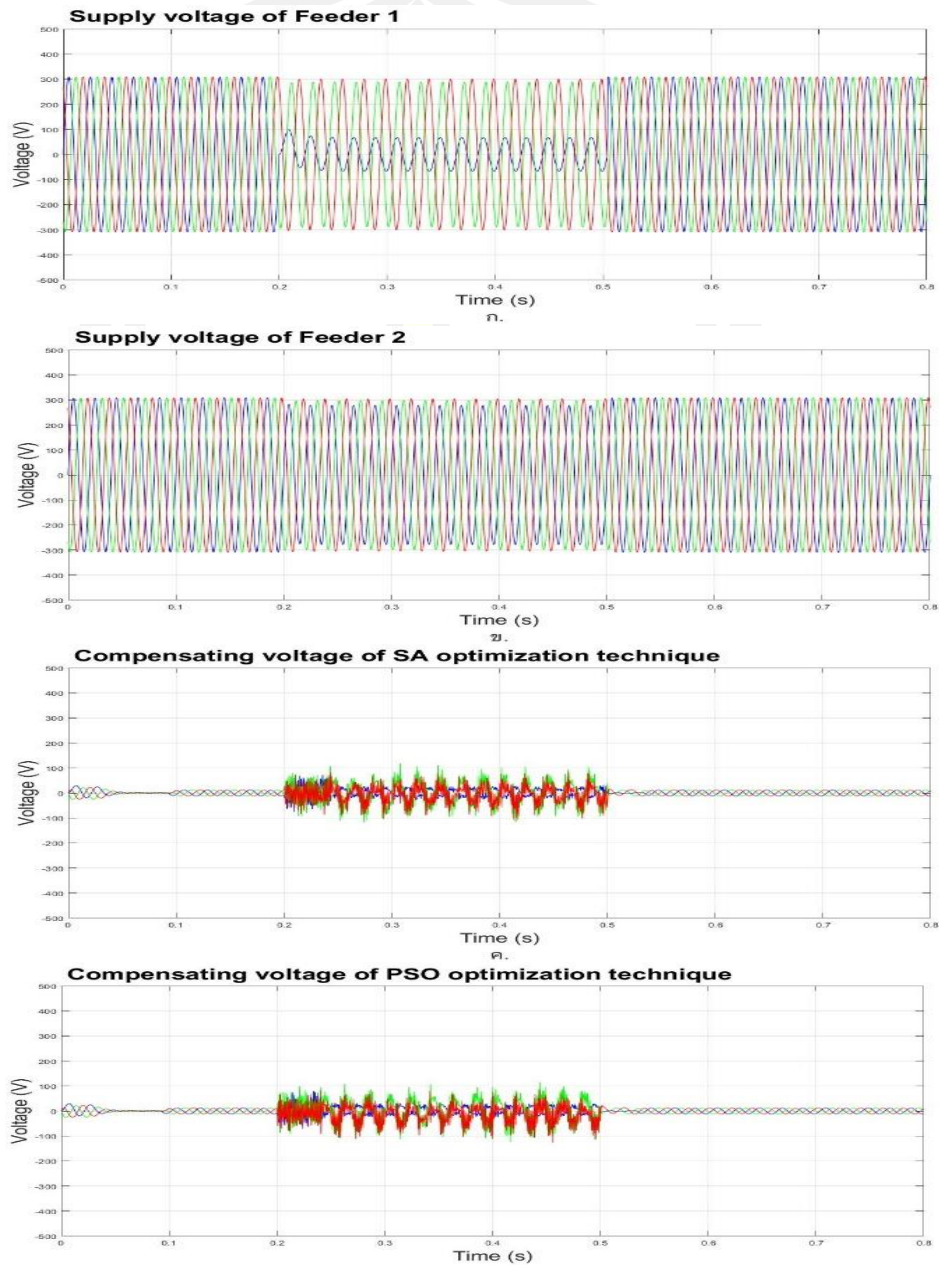 Supply voltage of Feeder 1
500
400
300
200
100
0
-100
-200
-300
-400
-500
Voltage (V)
0 0.1 0.2 0.3 0.4 0.5 0.6 0.7 0.8
Time (s)
ก.
Supply voltage of Feeder 2
500
400
300
200
100
0
-100
-200
-300
-400
-500
Voltage (V)
0 0.1 0.2 0.3 0.4 0.5 0.6 0.7 0.8
Time (s)
ข.
Compensating voltage of SA optimization technique
500
400
300
200
100
0
-100
-200
-300
-400
-500
Voltage (V)
0 0.1 0.2 0.3 0.4 0.5 0.6 0.7 0.8
Time (s)
ค.
Compensating voltage of PSO optimization technique
500
400
300
200
100
0
-100
-200
-300
-400
-500
Voltage (V)
0 0.1 0.2 0.3 0.4 0.5 0.6 0.7 0.8
Time (s)